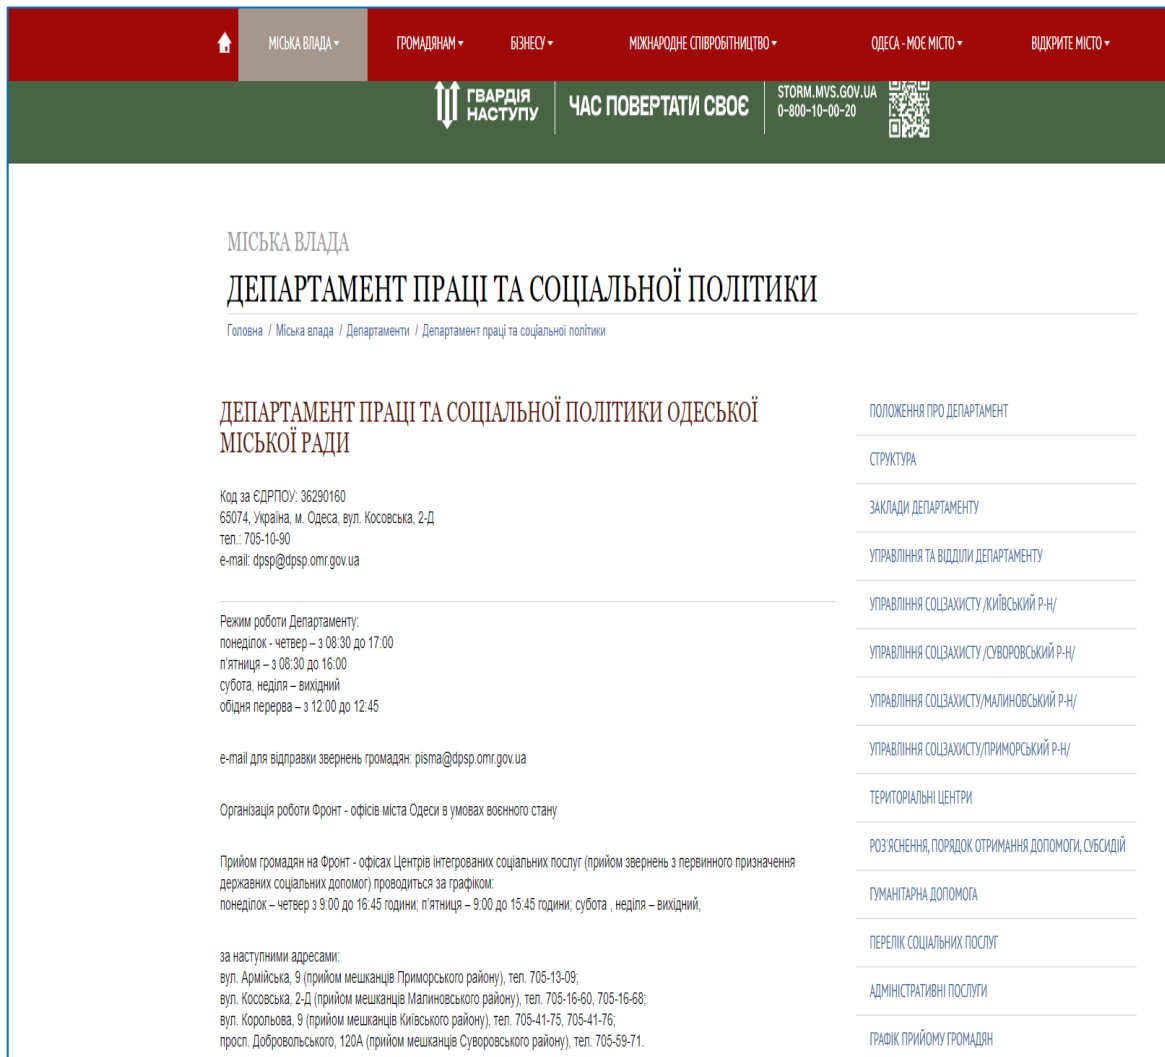 МІСЬКА ВЛАДА
ГРОМАДЯНАМ
БІЗНЕСУ
МІЖНАРОДНЕ СПІВРОБІТНИЦТВО
ОДЕСА - МОЄ МІСТО
ВІДКРИТЕ МІСТО
ГВАРДІЯ
НАСТУПУ
ЧАС ПОВЕРТАТИ СВОЄ
STORM.MVS.GOV.UA
0-800-10-00-20
МІСЬКА ВЛАДА
ДЕПАРТАМЕНТ ПРАЦІ ТА СОЦІАЛЬНОЇ ПОЛІТИКИ
Головна / Міська влада / Департаменти / Департамент праці та соціальної політики
ДЕПАРТАМЕНТ ПРАЦІ ТА СОЦІАЛЬНОЇ ПОЛІТИКИ ОДЕСЬКОЇ
МІСЬКОЇ РАДИ
Код за ЄДРПОУ: 36290160
65074, Україна, м. Одеса, вул. Косовська, 2-Д
тел.: 705-10-90
e-mail: dpsp@dpsp.omr.gov.ua
Режим роботи Департаменту:
понеділок - четвер – з 08:30 до 17:00
п'ятниця – з 08:30 до 16:00
субота, неділя – вихідний
обідня перерва – з 12:00 до 12:45
e-mail для відправки звернень громадян: pisma@dpsp.omr.gov.ua
Організація роботи Фронт - офісів міста Одеси в умовах воєнного стану
Прийом громадян на Фронт - офісах Центрів інтегрованих соціальних послуг (прийом звернень з первинного призначення
державних соціальних допомог) проводиться за графіком:
понеділок – четвер з 9:00 до 16:45 години; п'ятниця – 9:00 до 15:45 години; субота , неділя – вихідний,
за наступними адресами:
вул. Армійська, 9 (прийом мешканців Приморського району), тел. 705-13-09;
вул. Косовська, 2-Д (прийом мешканців Малиновського району), тел. 705-16-60, 705-16-68;
вул. Корольова, 9 (прийом мешканців Київського району), тел. 705-41-75, 705-41-76;
просп. Добровольського, 120А (прийом мешканців Суворовського району), тел. 705-59-71.
ПОЛОЖЕННЯ ПРО ДЕПАРТАМЕНТ
СТРУКТУРА
ЗАКЛАДИ ДЕПАРТАМЕНТУ
УПРАВЛІННЯ ТА ВІДДІЛИ ДЕПАРТАМЕНТУ
УПРАВЛІННЯ СОЦЗАХИСТУ /КИЇВСЬКИЙ Р-Н/
УПРАВЛІННЯ СОЦЗАХИСТУ /СУВОРОВСЬКИЙ Р-Н/
УПРАВЛІННЯ СОЦЗАХИСТУ/МАЛИНОВСЬКИЙ Р-Н/
УПРАВЛІННЯ СОЦЗАХИСТУ/ПРИМОРСЬКИЙ Р-Н/
ТЕРИТОРІАЛЬНІ ЦЕНТРИ
РОЗ'ЯСНЕННЯ, ПОРЯДОК ОТРИМАННЯ ДОПОМОГИ, СУБСИДІЙ
ГУМАНІТАРНА ДОПОМОГА
ПЕРЕЛІК СОЦІАЛЬНИХ ПОСЛУГ
АДМІНІСТРАТИВНІ ПОСЛУГИ
ГРАФІК ПРИЙОМУ ГРОМАДЯН